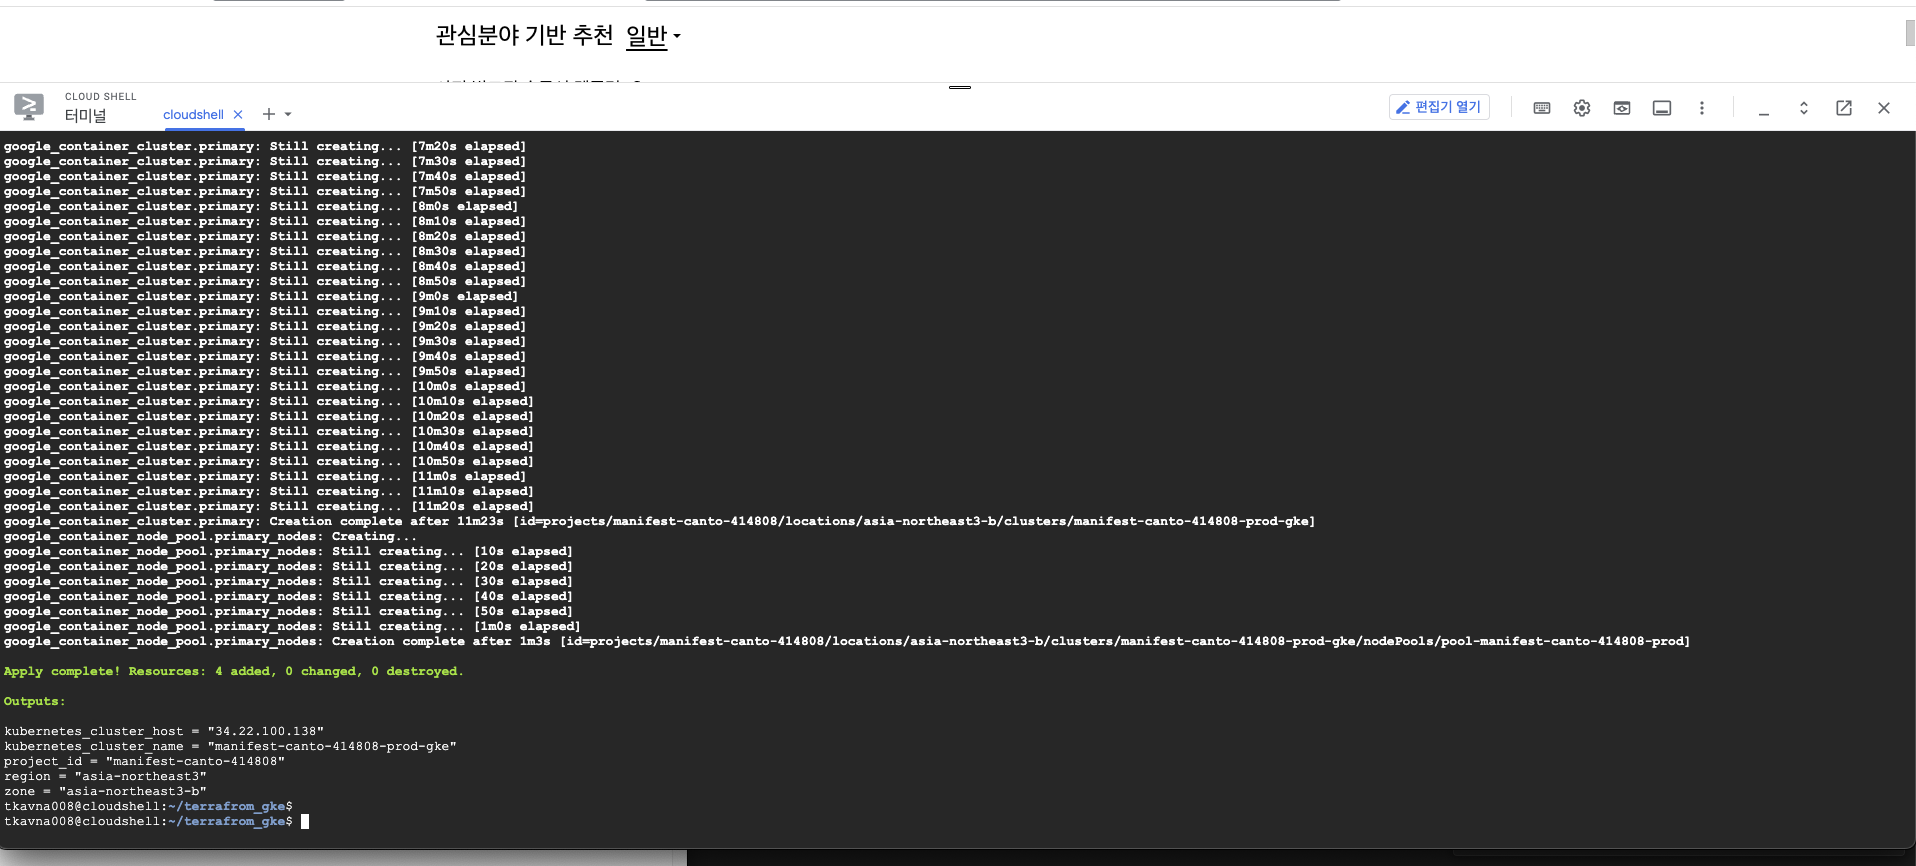 관심분야 기반 추천 일반
CLOUD SHELL
터미널
cloudshell
편집기 열기
google_container_cluster.primary: Still creating... [7m20s elapsed]
google_container_cluster.primary: Still creating... [7m30s elapsed]
google_container_cluster.primary: Still creating... [7m40s elapsed]
google_container_cluster.primary: Still creating... [7m50s elapsed]
google_container_cluster.primary: Still creating... [8m0s elapsed]
google_container_cluster.primary: Still creating... [8m10s elapsed]
google_container_cluster.primary: Still creating... [8m20s elapsed]
google_container_cluster.primary: Still creating... [8m30s elapsed]
google_container_cluster.primary: Still creating... [8m40s elapsed]
google_container_cluster.primary: Still creating... [8m50s elapsed]
google_container_cluster.primary: Still creating... [9m0s elapsed]
google_container_cluster.primary: Still creating... [9m10s elapsed]
google_container_cluster.primary: Still creating... [9m20s elapsed]
google_container_cluster.primary: Still creating... [9m30s elapsed]
google_container_cluster.primary: Still creating... [9m40s elapsed]
google_container_cluster.primary: Still creating... [9m50s elapsed]
google_container_cluster.primary: Still creating... [10m0s elapsed]
google_container_cluster.primary: Still creating... [10m10s elapsed]
google_container_cluster.primary: Still creating... [10m20s elapsed]
google_container_cluster.primary: Still creating... [10m30s elapsed]
google_container_cluster.primary: Still creating... [10m40s elapsed]
google_container_cluster.primary: Still creating... [10m50s elapsed]
google_container_cluster.primary: Still creating... [11m0s elapsed]
google_container_cluster.primary: Still creating... [11m10s elapsed]
google_container_cluster.primary: Still creating... [11m20s elapsed]
google_container_cluster.primary: Creation complete after 11m23s [id=projects/manifest-canto-414808/locations/asia-northeast3-b/clusters/manifest-canto-414808-prod-gke]
google_container_node_pool.primary_nodes: Creating...
google_container_node_pool.primary_nodes: Still creating... [10s elapsed]
google_container_node_pool.primary_nodes: Still creating... [20s elapsed]
google_container_node_pool.primary_nodes: Still creating... [30s elapsed]
google_container_node_pool.primary_nodes: Still creating... [40s elapsed]
google_container_node_pool.primary_nodes: Still creating... [50s elapsed]
google_container_node_pool.primary_nodes: Still creating... [1m0s elapsed]
google_container_node_pool.primary_nodes: Creation complete after 1m3s [id=projects/manifest-canto-414808/locations/asia-northeast3-b/clusters/manifest-canto-414808-prod-gke/nodePools/pool-manifest-canto-414808-prod]
Apply complete! Resources: 4 added, 0 changed, 0 destroyed.
Outputs:
kubernetes_cluster_host = "34.22.100.138"
kubernetes_cluster_name = "manifest-canto-414808-prod-gke"
project_id = "manifest-canto-414808"
region = "asia-northeast3"
zone = "asia-northeast3-b"
tkavna008@cloudshell:~/terrafrom_gke$
tkavna008@cloudshell:~/terrafrom_gke$